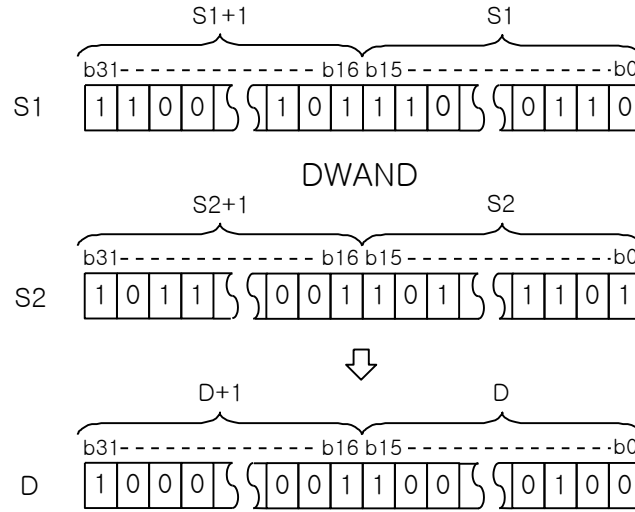 S1+1 S1
b31 b16 b15 b0
S1 1 1 0 0 1 0 1 1 1 0 0 1 1 0
DWAND
S2+1 S2
b31 b16 b15 b0
S2 1 0 1 1 0 0 1 1 0 1 1 1 0 1
D+1 D
b31 b16 b15 b0
D 1 0 0 0 0 0 1 1 0 0 0 1 0 0